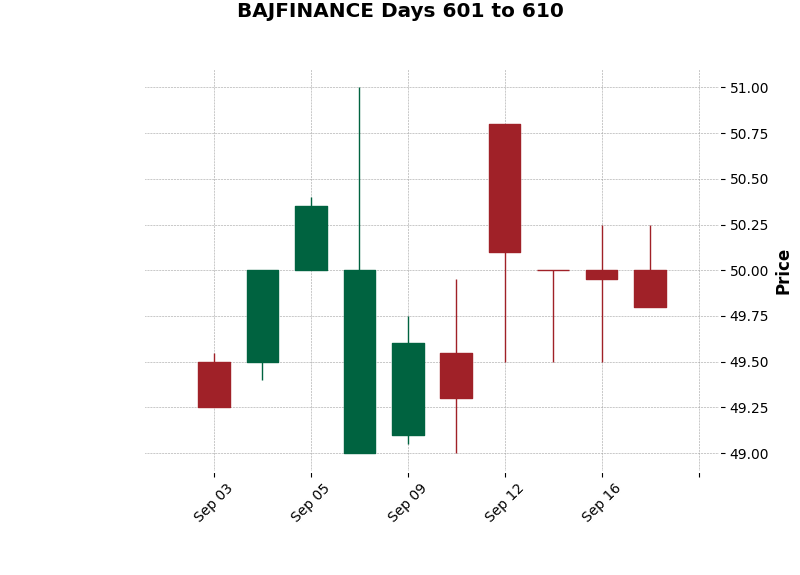 BAJFINANCE Days 601 to 610
51.00
50.75
50.50
50.25
50.00
49.75
49.50
49.25
49.00
Price
Sep 03
Sep 05
Sep 09
Sep 12
Sep 16